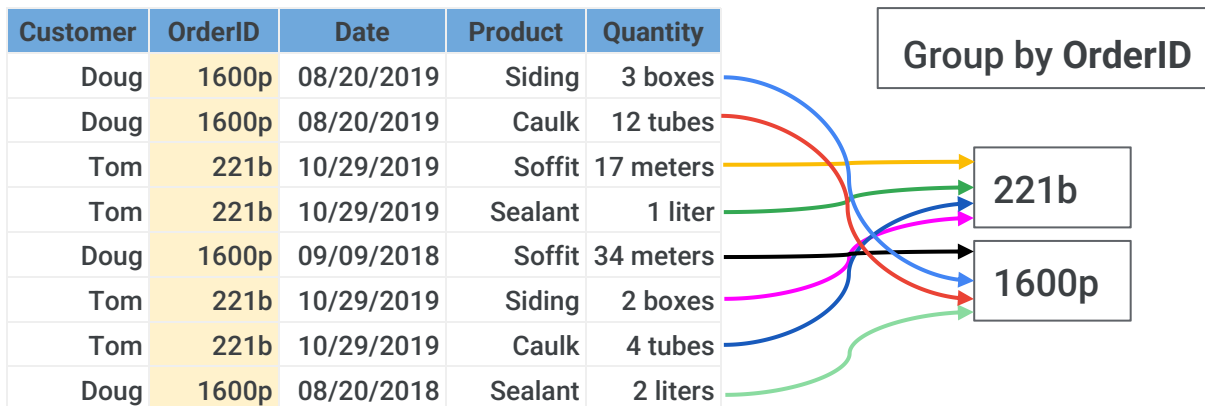 Customer OrderID Date Product Quantity
Doug 1600p 08/20/2019 Siding 3 boxes
Doug 1600p 08/20/2019 Caulk 12 tubes
Tom 221b 10/29/2019 Soffit 17 meters
Tom 221b 10/29/2019 Sealant 1 liter
Doug 1600p 09/09/2018 Soffit 34 meters
Tom 221b 10/29/2019 Siding 2 boxes
Tom 221b 10/29/2019 Caulk 4 tubes
Doug 1600p 08/20/2018 Sealant 2 liters
Group by OrderID
221b
1600p